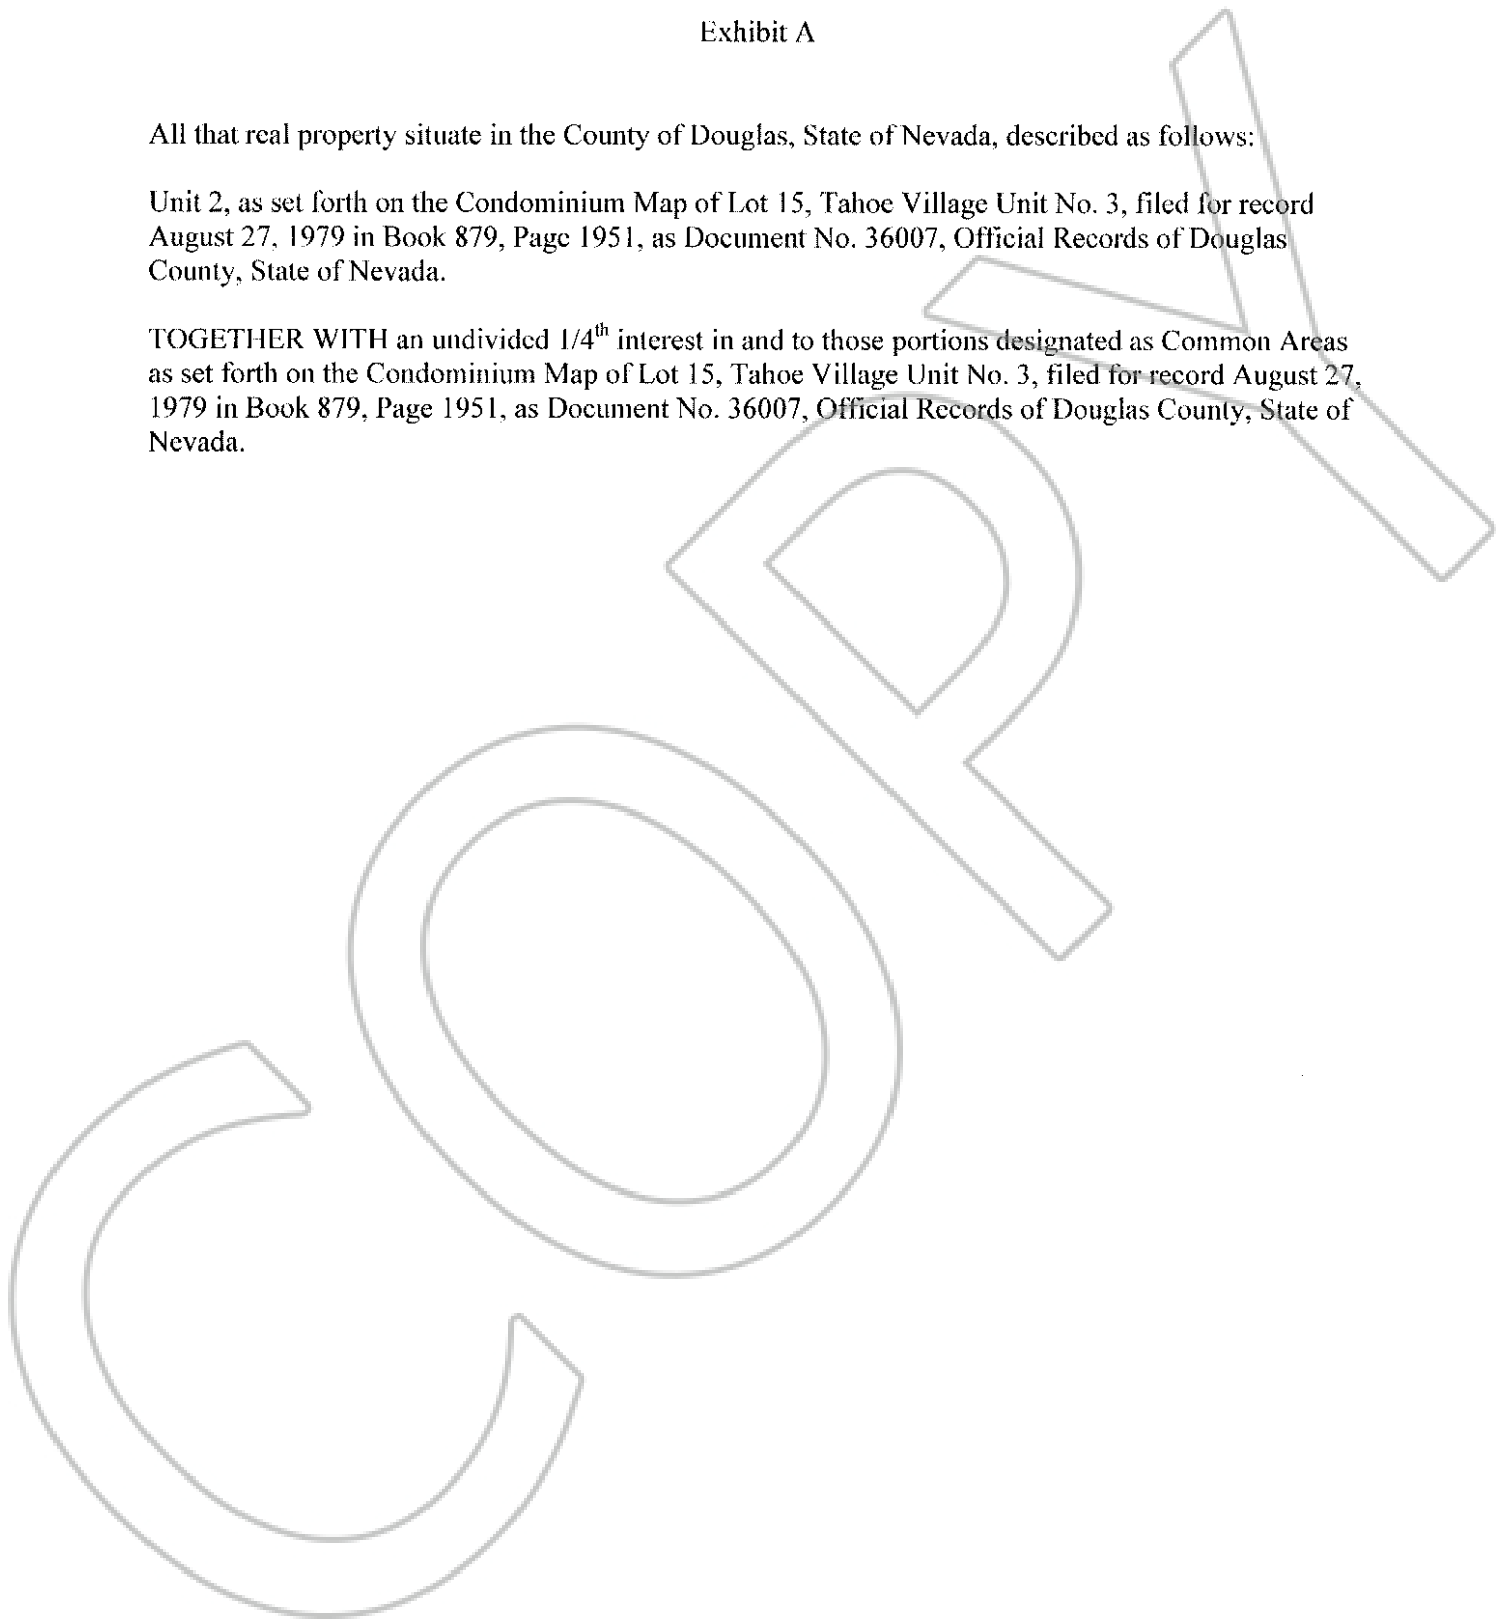 Exhibit A
All that real property situate in the County of Douglas, State of Nevada, described as follows:
Unit 2, as set forth on the Condominium Map of Lot 15, Tahoe Village Unit No. 3, filed for record
August 27, 1979 in Book 879, Page 1951, as Document No. 36007, Official Records of Douglas
County, State of Nevada.
TOGETHER WITH an undivided 1/4th interest in and to those portions designated as Common Areas
as set forth on the Condominium Map of Lot 15, Tahoe Village Unit No. 3, filed for record August 27,
1979 in Book 879, Page 1951, as Document No. 36007, Official Records of Douglas County, State of
Nevada.
COPY